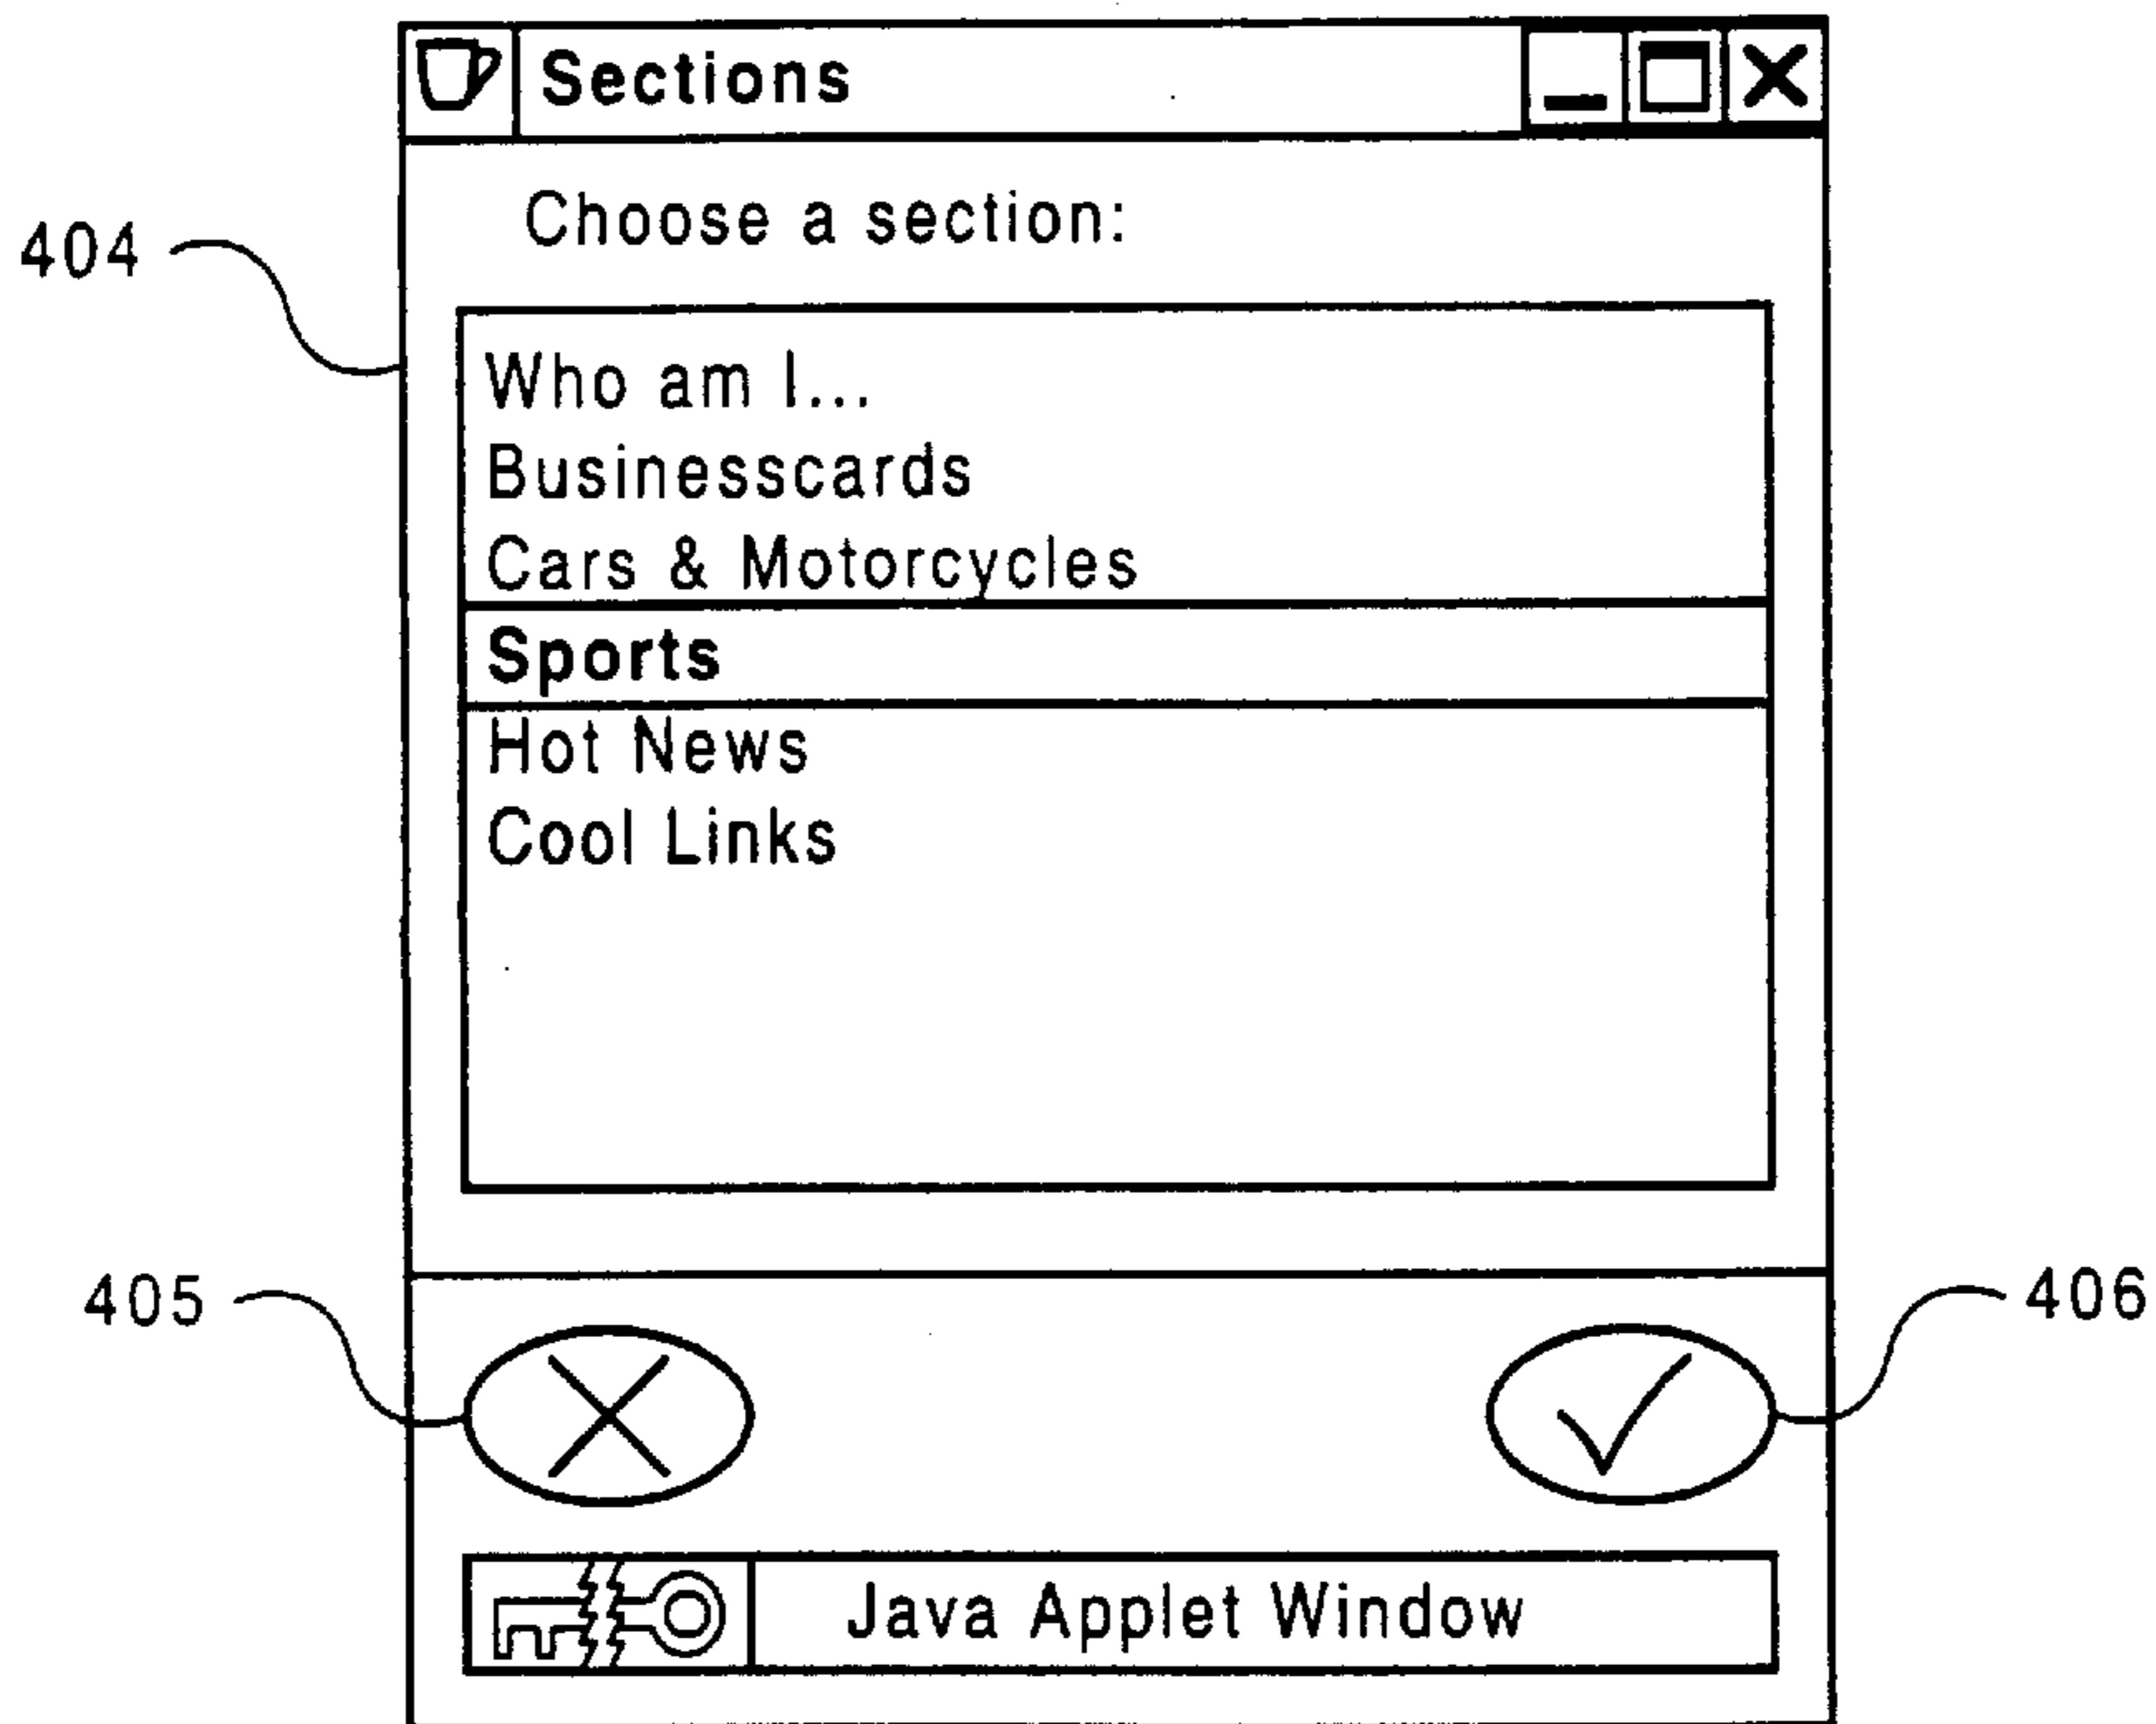 Sections
Choose a section:
404
Who am I...
Businesscards
Cars & Motorcycles
Sports
Hot News
Cool Links
405
406
Java Applet Window